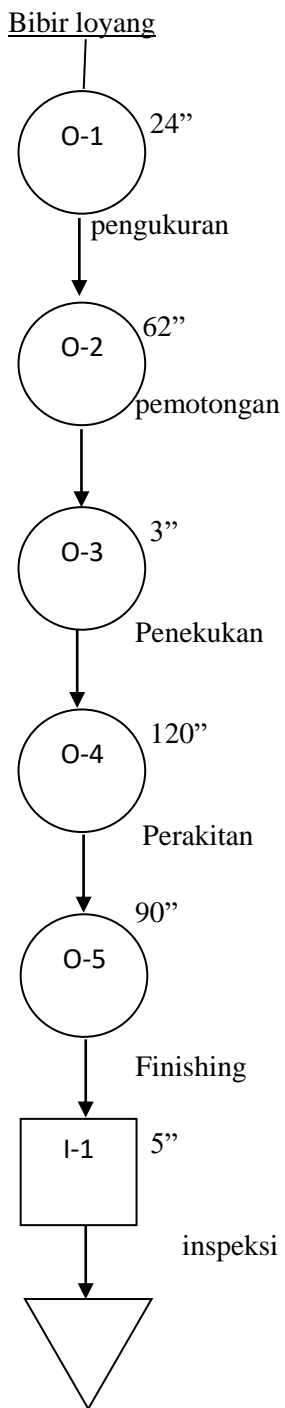 Bibir loyang
O-1
24”
pengukuran
62”
O-2
pemotongan
3”
O-3
Penekukan
120”
O-4
Perakitan
90”
O-5
Finishing
I-1
5”
inspeksi